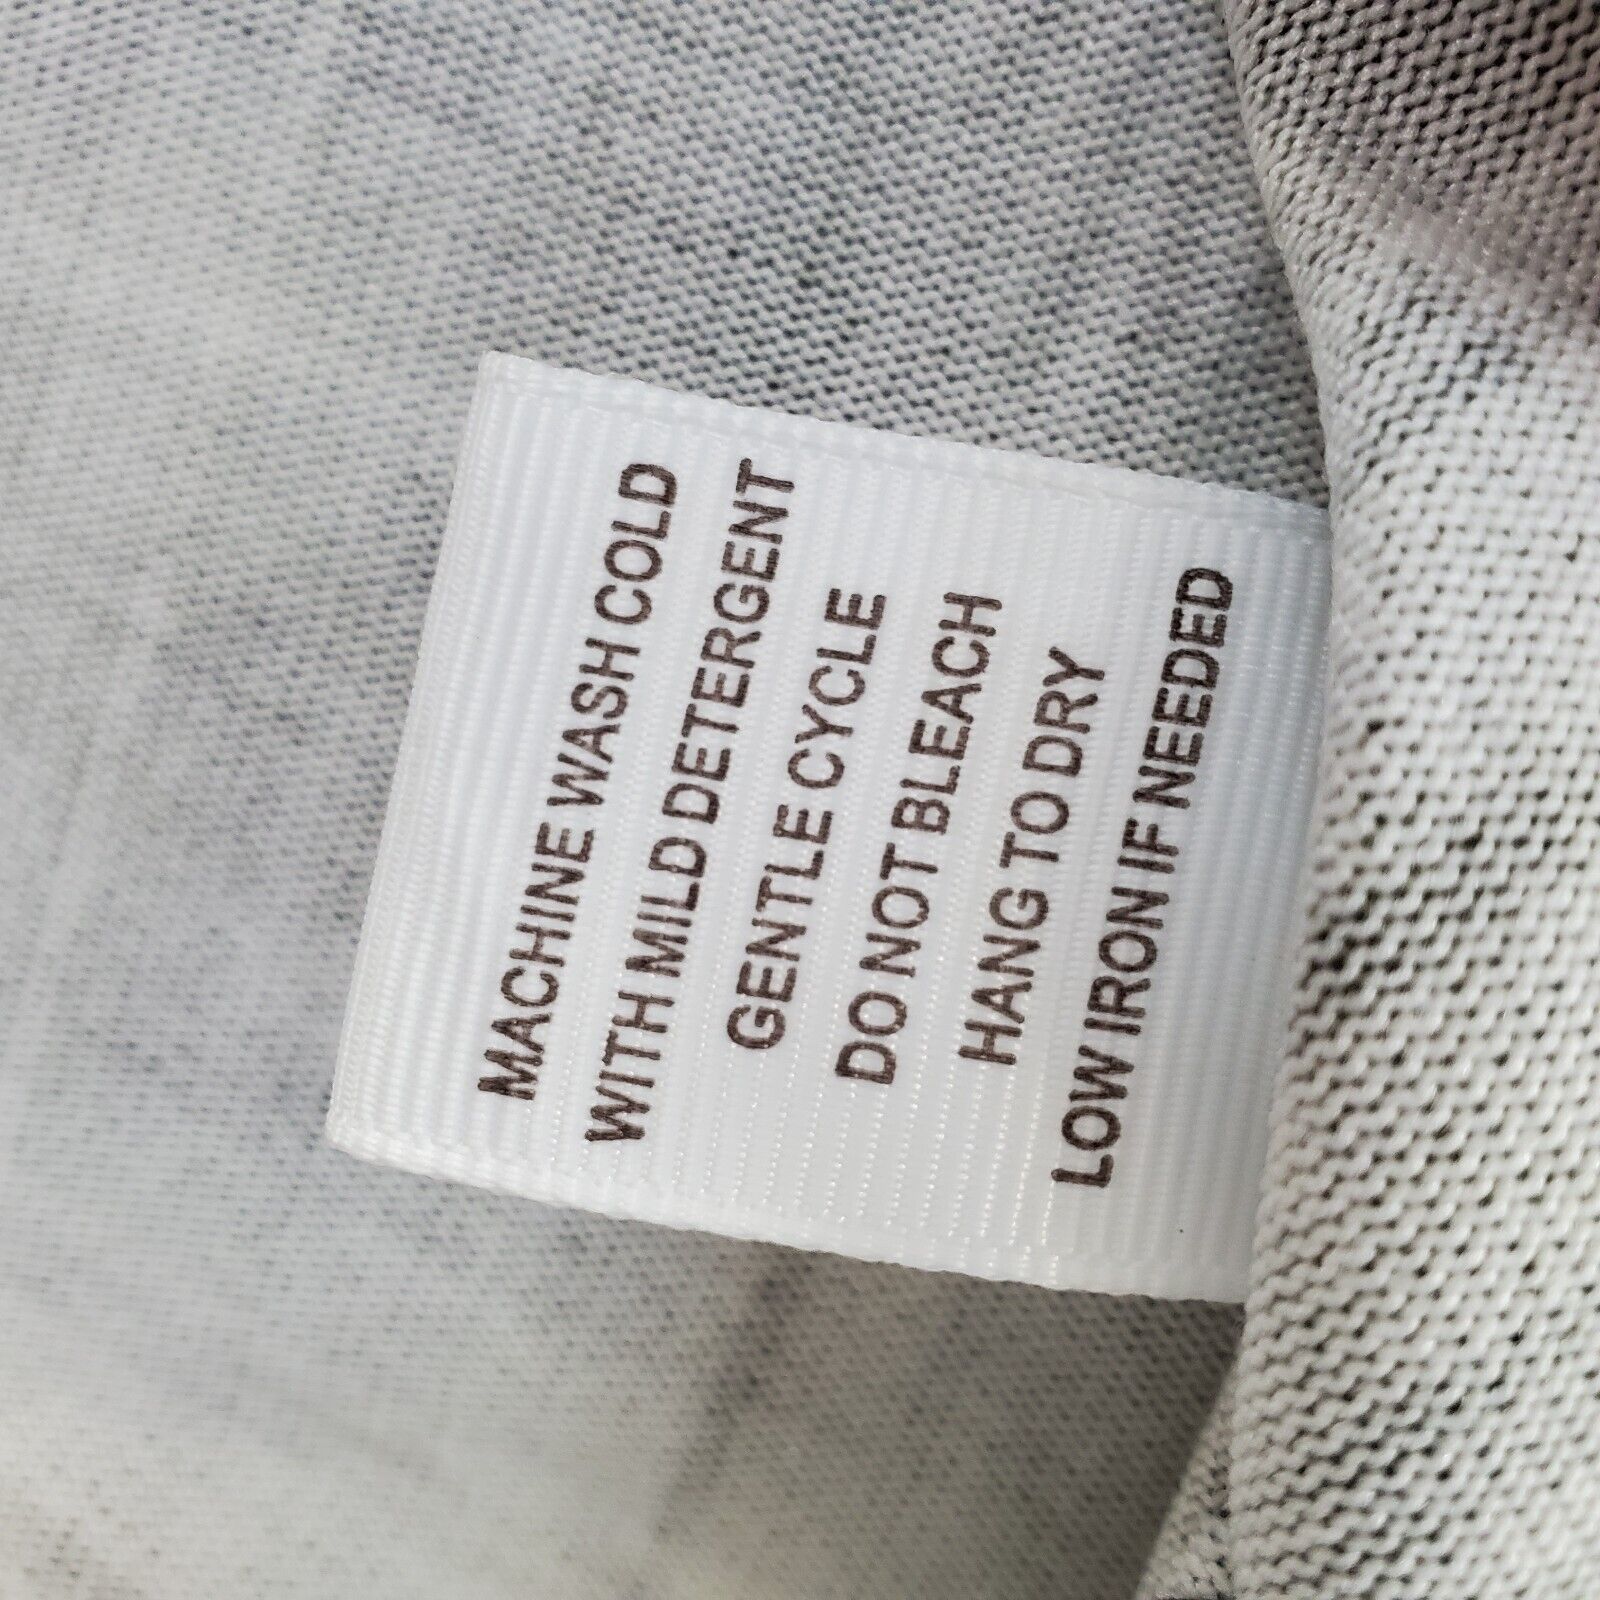 MACHINE WASH COLD
WITH MILD DETERGENT
GENTLE CYCLE
DO NOT BLEACH
HANG TO DRY
LOW IRON IF NEEDED